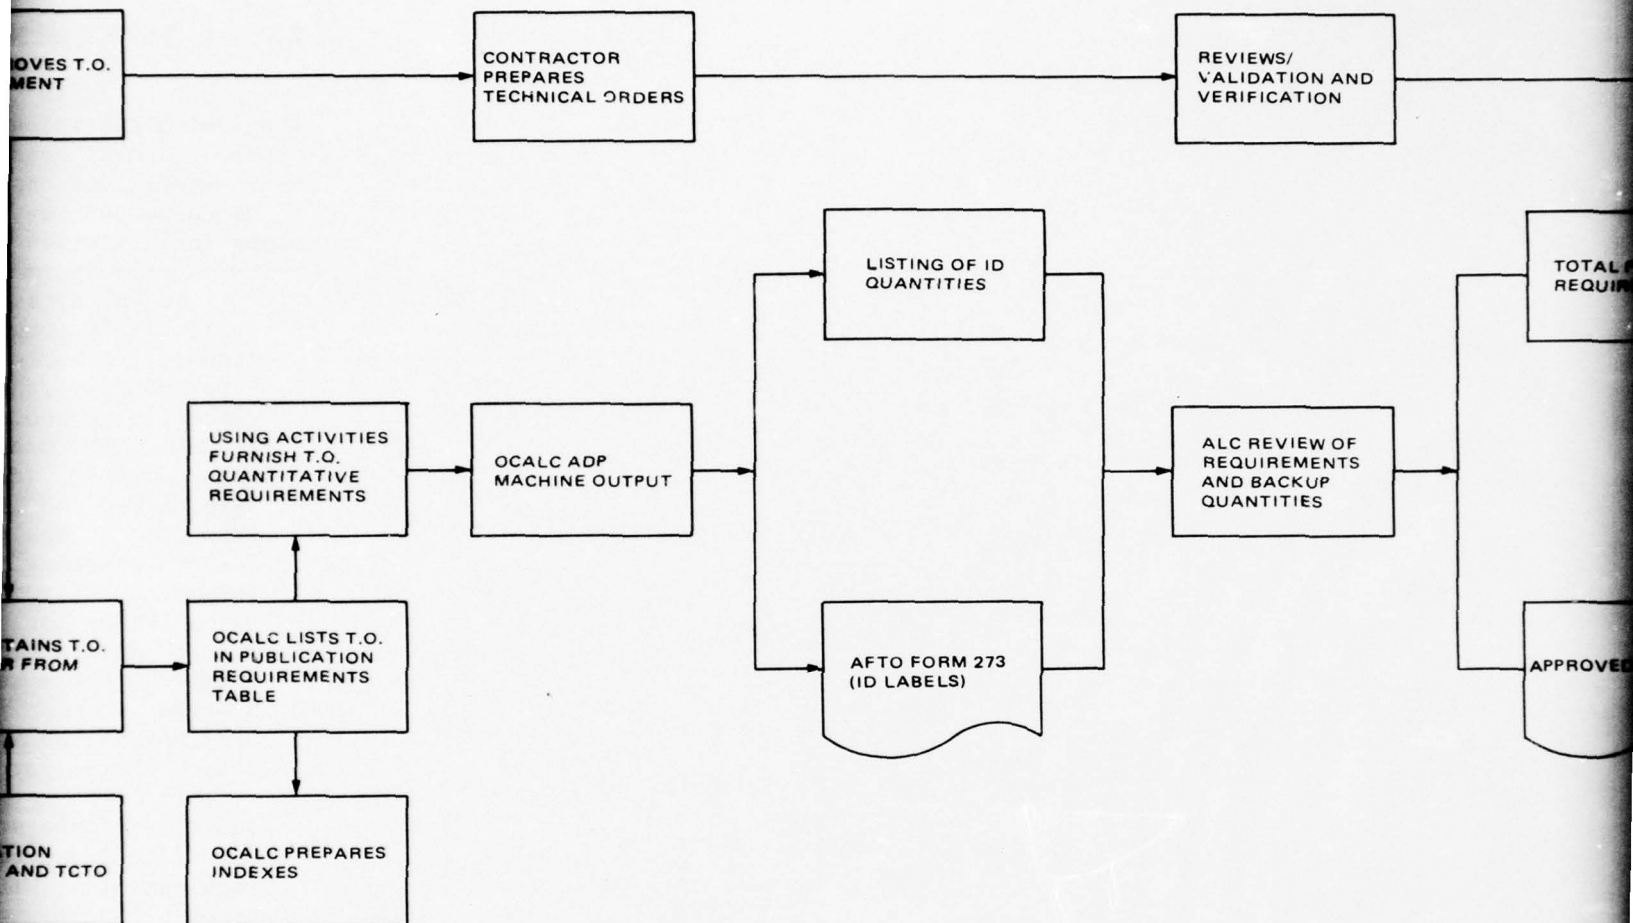 OVES T.O.
MENT
CONTRACTOR
PREPARES
TECHNICAL ORDERS
REVIEWS/
VALIDATION AND
VERIFICATION
LISTING OF ID
QUANTITIES
TOTAL
REQUIR
USING ACTIVITIES
FURNISH T.O.
QUANTITATIVE
REQUIREMENTS
OCALC ADP
MACHINE OUTPUT
ALC REVIEW OF
REQUIREMENTS
AND BACKUP
QUANTITIES
TAINS T.O.
R FROM
OCALC LISTS T.O.
IN PUBLICATION
REQUIREMENTS
TABLE
AFTO FORM 273
(ID LABELS)
APPROVED
TION
AND TCTO
OCALC PREPARES
INDEXES